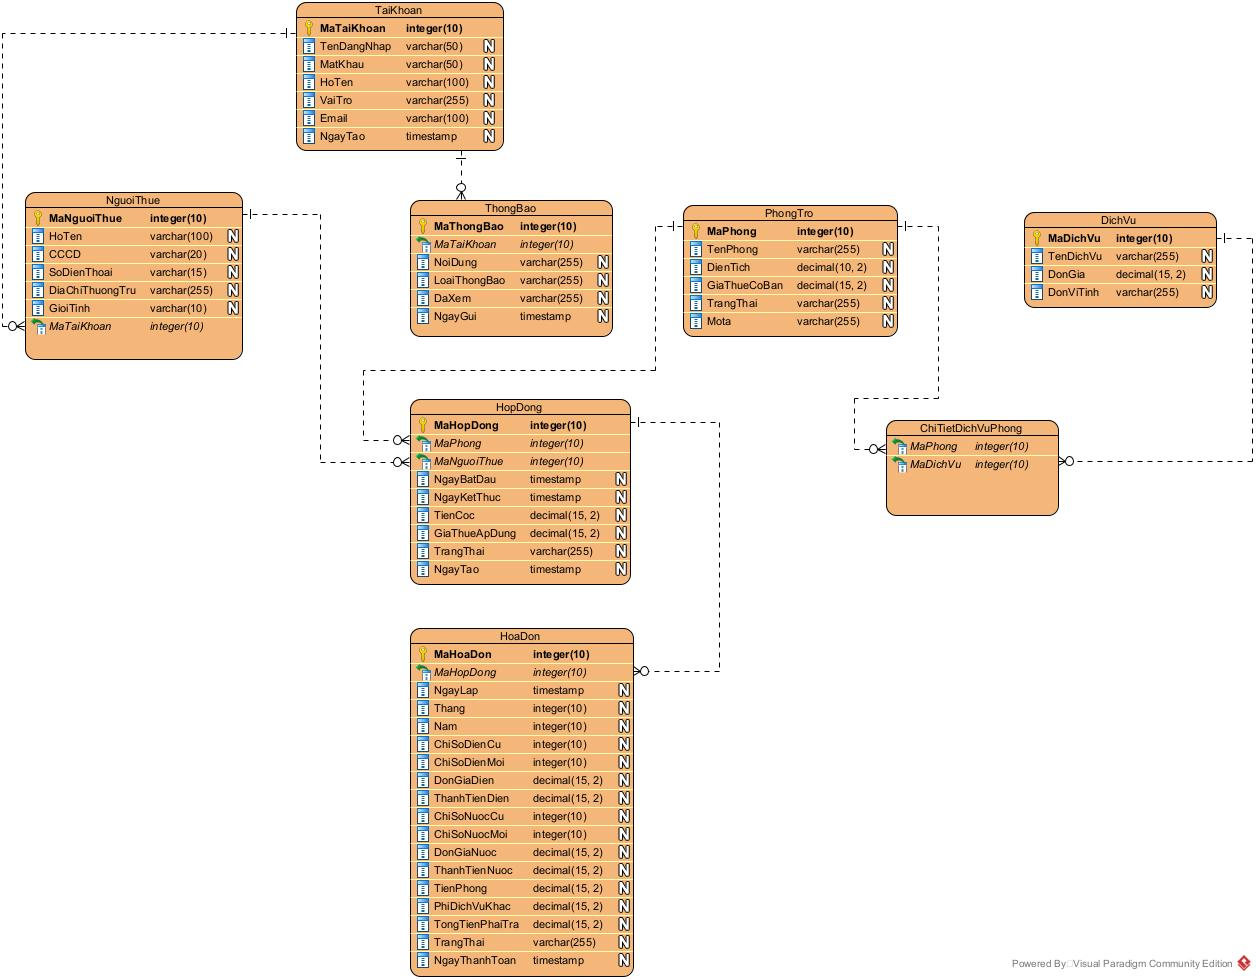 TaiKhoan
MaTaiKhoan integer(10)
TenDangNhap varchar(50) N
MatKhau varchar(50) N
HoTen varchar(100) N
VaiTro varchar(255) N
Email varchar(100) N
NgayTao timestamp N
NguoiThue
MaNguoiThue integer(10)
HoTen varchar(100) N
CCCD varchar(20) N
SoDienThoai varchar(15) N
DiaChiThuongTru varchar(255) N
GioiTinh varchar(10) N
MaTaiKhoan integer(10)
ThongBao
MaThongBao integer(10)
MaTaiKhoan integer(10)
NoiDung varchar(255) N
LoaiThongBao varchar(255) N
DaXem varchar(255) N
NgayGui timestamp N
PhongTro
MaPhong integer(10)
TenPhong varchar(255) N
DienTich decimal(10, 2) N
GiaThueCoBan decimal(15, 2) N
TrangThai varchar(255) N
Mota varchar(255) N
DichVu
MaDichVu integer(10)
TenDichVu varchar(255) N
DonGia decimal(15, 2) N
DonViTinh varchar(255) N
HopDong
MaHopDong integer(10)
MaPhong integer(10)
MaNguoiThue integer(10)
NgayBatDau timestamp N
NgayKetThuc timestamp N
TienCoc decimal(15, 2) N
GiaThueApDung decimal(15, 2) N
TrangThai varchar(255) N
NgayTao timestamp N
ChiTietDichVuPhong
MaPhong integer(10)
MaDichVu integer(10)
HoaDon
MaHoaDon integer(10)
MaHopDong integer(10)
NgayLap timestamp N
Thang integer(10) N
Nam integer(10) N
ChiSoDienCu integer(10) N
ChiSoDienMoi integer(10) N
DonGiaDien decimal(15, 2) N
ThanhTienDien decimal(15, 2) N
ChiSoNuocCu integer(10) N
ChiSoNuocMoi integer(10) N
DonGiaNuoc decimal(15, 2) N
ThanhTienNuoc decimal(15, 2) N
TienPhong decimal(15, 2) N
PhiDichVuKhac decimal(15, 2) N
TongTienPhaiTra decimal(15, 2) N
TrangThai varchar(255) N
NgayThanhToan timestamp N
Powered By Visual Paradigm Community Edition